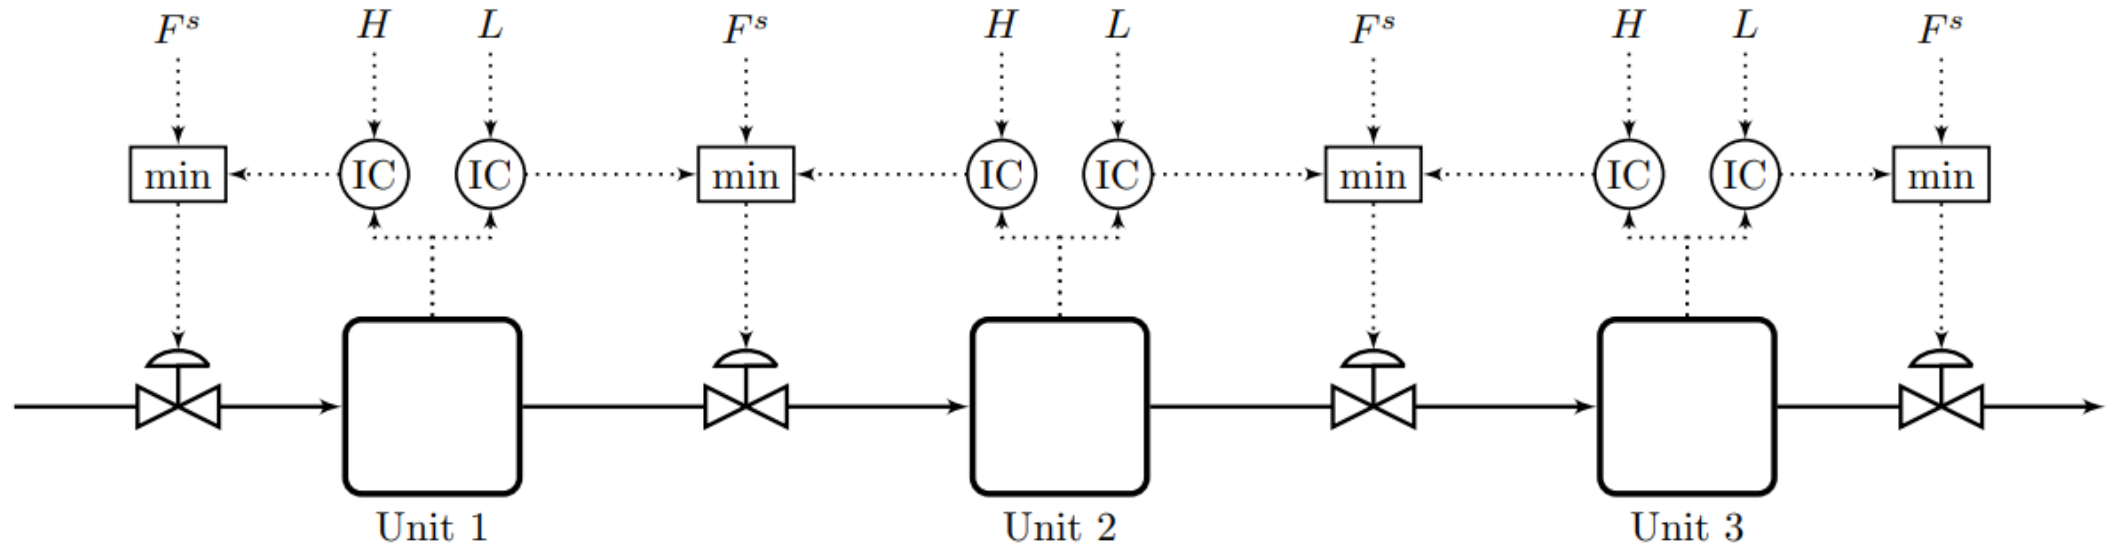 F^s H L F^s H L F^s H L F^s
min IC IC min IC IC min IC IC min
Unit 1 Unit 2 Unit 3